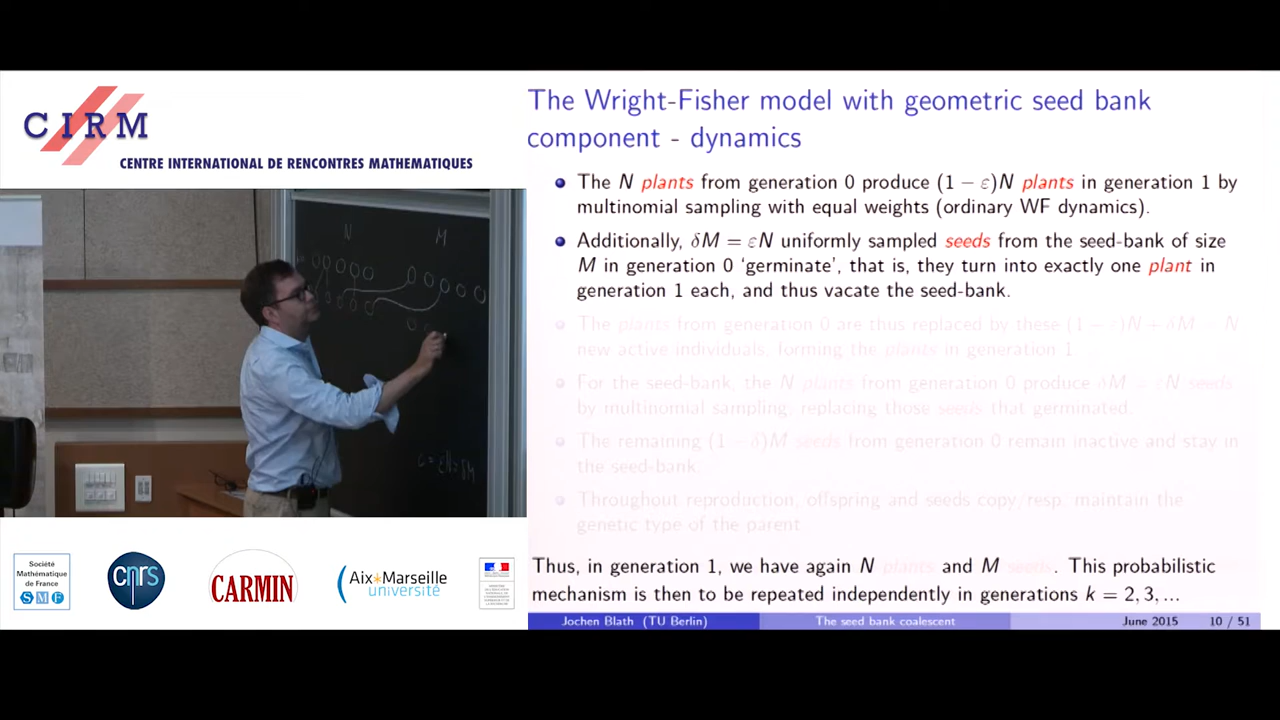 CIRM
CENTRE INTERNATIONAL DE RENCONTRES MATHEMATIQUES
N
M
The Wright-Fisher model with geometric seed bank
component - dynamics
The N plants from generation 0 produce (1 − ε)N plants in generation 1 by
multinomial sampling with equal weights (ordinary WF dynamics).
Additionally, δM = εN uniformly sampled seeds from the seed-bank of size
M in generation 0 ‘germinate’, that is, they turn into exactly one plant in
generation 1 each, and thus vacate the seed-bank.
The plants from generation 0 are thus replaced by these (1 − ε)N + δM = N
new active individuals, forming the plants in generation 1.
For the seed-bank, the N plants from generation 0 produce δM = εN seeds
by multinomial sampling, replacing those seeds that germinated.
The remaining (1 − δ)M seeds from generation 0 remain inactive and stay in
the seed-bank.
Throughout reproduction, offspring and seeds copy/resp. maintain the
genetic type of the parent.
Thus, in generation 1, we have again N plants and M seeds. This probabilistic
mechanism is then to be repeated independently in generations k = 2, 3, ...
Jochen Blath (TU Berlin) The seed bank coalescent June 2015 10 / 51
Société
Mathématique
de France
SMF
cnrs
CARMIN
Aix*Marseille
université